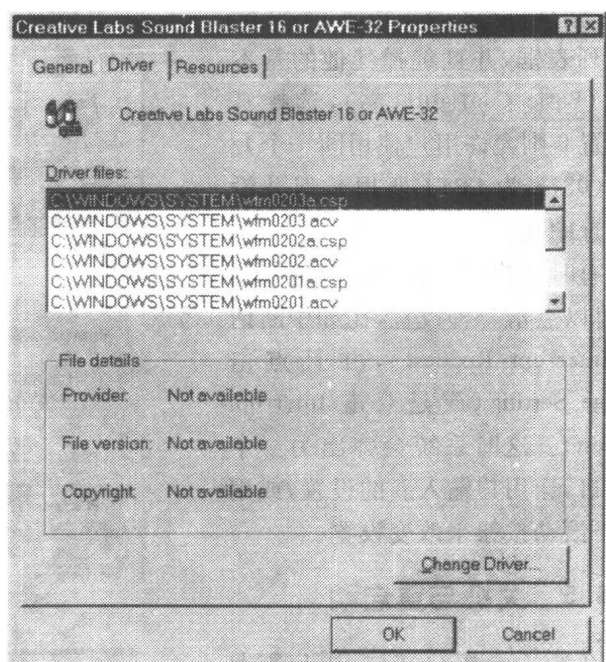 Creative Labs Sound Blaster 16 or AWE-32 Properties
General Driver Resources
Creative Labs Sound Blaster 16 or AWE-32
Driver files:
C:\WINDOWS\SYSTEM\wfm0203a.csp
C:\WINDOWS\SYSTEM\wfm0203.acv
C:\WINDOWS\SYSTEM\wfm0202a.csp
C:\WINDOWS\SYSTEM\wfm0202.acv
C:\WINDOWS\SYSTEM\wfm0201a.csp
C:\WINDOWS\SYSTEM\wfm0201.acv
File details
Provider: Not available
File version: Not available
Copyright: Not available
Change Driver...
OK Cancel